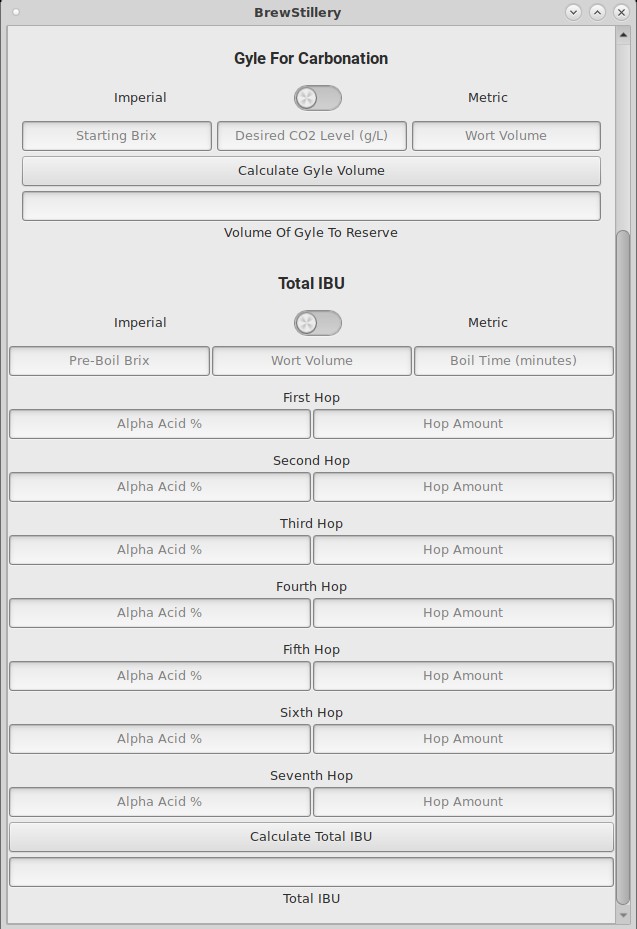 BrewStillery
Gyle For Carbonation
Imperial Metric
Starting Brix Desired CO2 Level (g/L) Wort Volume
Calculate Gyle Volume
Volume Of Gyle To Reserve
Total IBU
Imperial Metric
Pre-Boil Brix Wort Volume Boil Time (minutes)
First Hop
Alpha Acid % Hop Amount
Second Hop
Alpha Acid % Hop Amount
Third Hop
Alpha Acid % Hop Amount
Fourth Hop
Alpha Acid % Hop Amount
Fifth Hop
Alpha Acid % Hop Amount
Sixth Hop
Alpha Acid % Hop Amount
Seventh Hop
Alpha Acid % Hop Amount
Calculate Total IBU
Total IBU